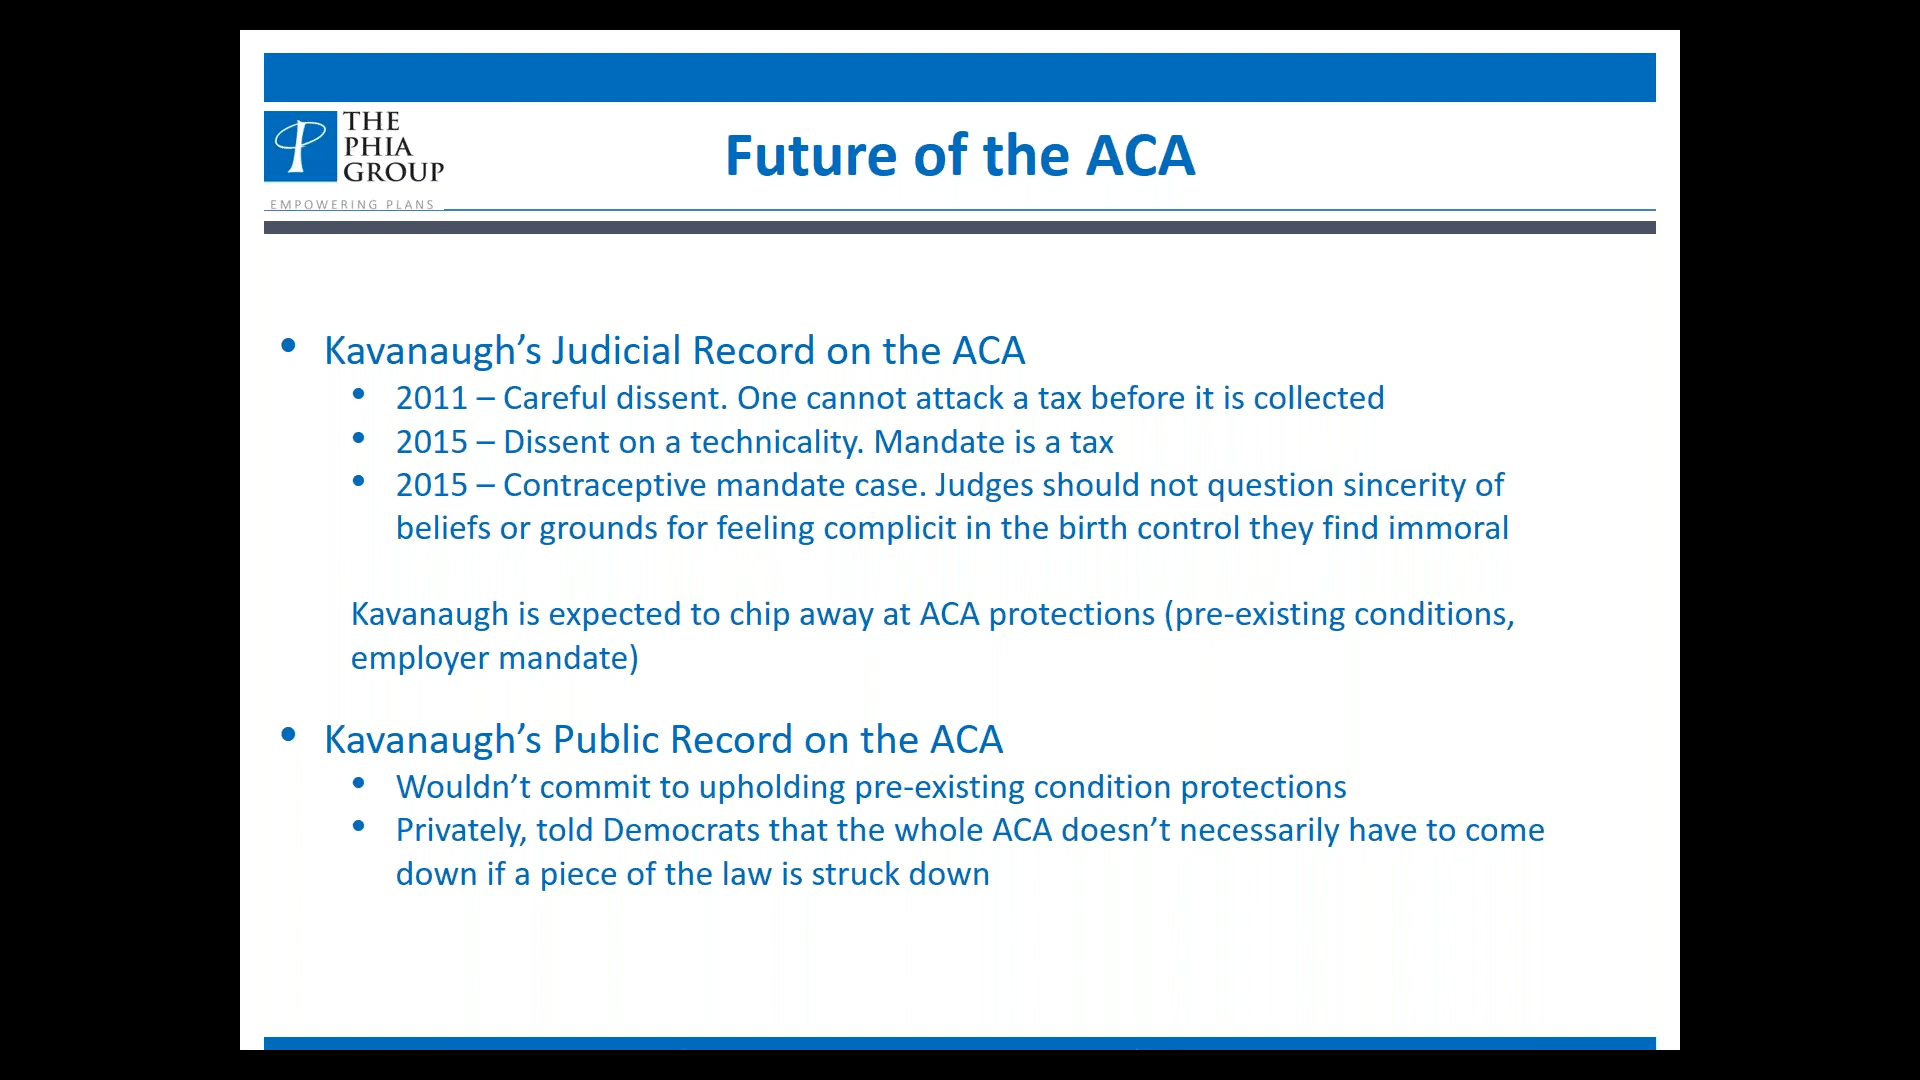 THE
PHIA
GROUP
EMPOWERING PLANS
Future of the ACA
• Kavanaugh’s Judicial Record on the ACA
• 2011 – Careful dissent. One cannot attack a tax before it is collected
• 2015 – Dissent on a technicality. Mandate is a tax
• 2015 – Contraceptive mandate case. Judges should not question sincerity of
beliefs or grounds for feeling complicit in the birth control they find immoral
Kavanaugh is expected to chip away at ACA protections (pre-existing conditions,
employer mandate)
• Kavanaugh’s Public Record on the ACA
• Wouldn’t commit to upholding pre-existing condition protections
• Privately, told Democrats that the whole ACA doesn’t necessarily have to come
down if a piece of the law is struck down